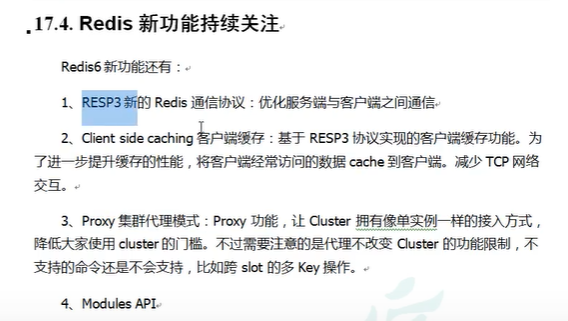 17.4. Redis 新功能持续关注
Redis6 新功能还有：
1、RESP3 新的 Redis 通信协议：优化服务端与客户端之间通信
2、Client side caching 客户端缓存：基于 RESP3 协议实现的客户端缓存功能。为
了进一步提升缓存的性能，将客户端经常访问的数据 cache 到客户端。减少 TCP 网络
交互。
3、Proxy 集群代理模式：Proxy 功能，让 Cluster 拥有像单实例一样的接入方式，
降低大家使用 cluster 的门槛。不过需要注意的是代理不改变 Cluster 的功能限制，不
支持的命令还是不会支持，比如跨 slot 的多 Key 操作。
4、Modules API